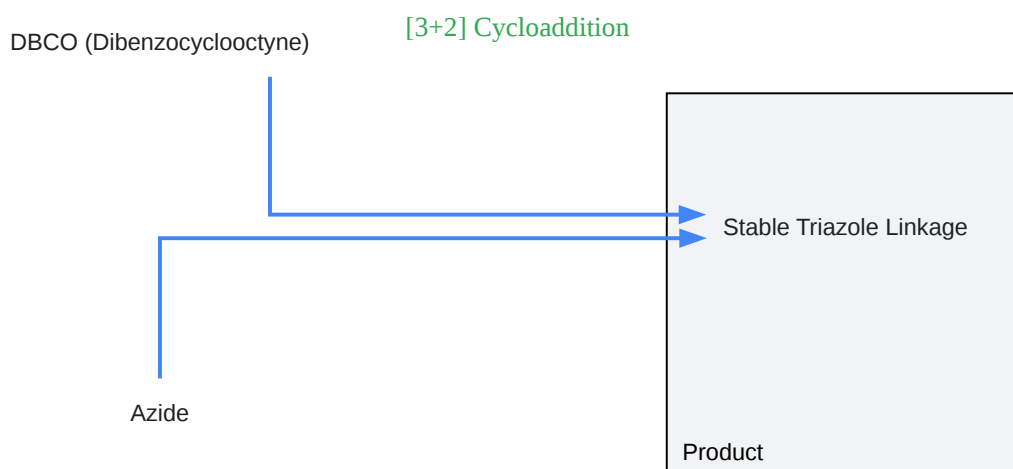 [3+2] Cycloaddition
DBCO (Dibenzocyclooctyne)
Stable Triazole Linkage
Azide
Product